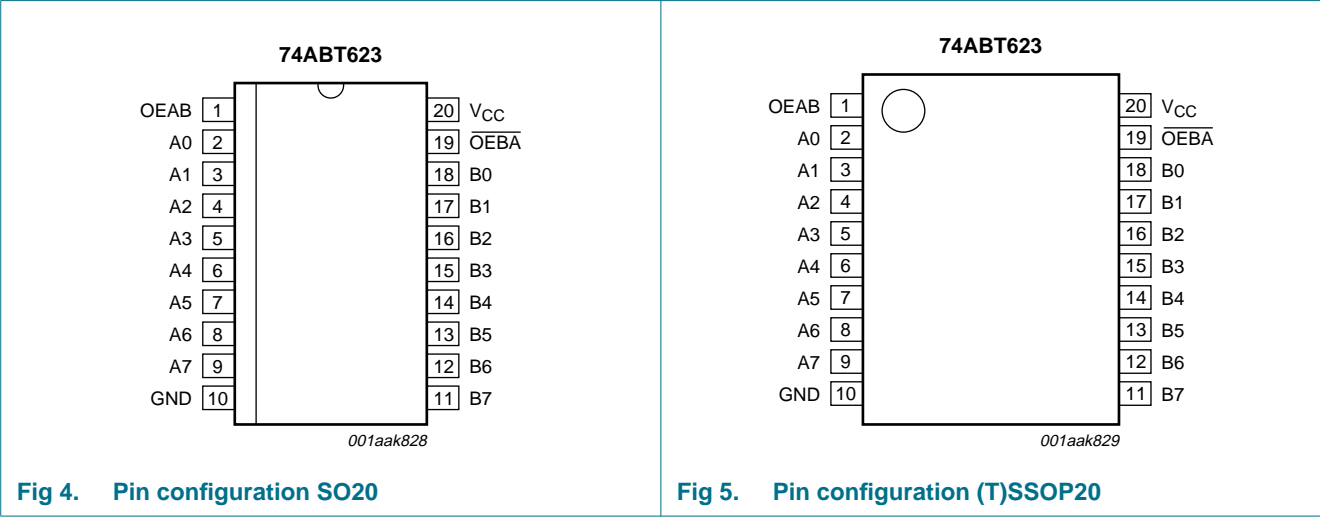 74ABT623
OEAB 1 20 VCC
A0 2 19 OEBA
A1 3 18 B0
A2 4 17 B1
A3 5 16 B2
A4 6 15 B3
A5 7 14 B4
A6 8 13 B5
A7 9 12 B6
GND 10 11 B7
001aak828
Fig 4. Pin configuration SO20
74ABT623
OEAB 1 20 VCC
A0 2 19 OEBA
A1 3 18 B0
A2 4 17 B1
A3 5 16 B2
A4 6 15 B3
A5 7 14 B4
A6 8 13 B5
A7 9 12 B6
GND 10 11 B7
001aak829
Fig 5. Pin configuration (T)SSOP20